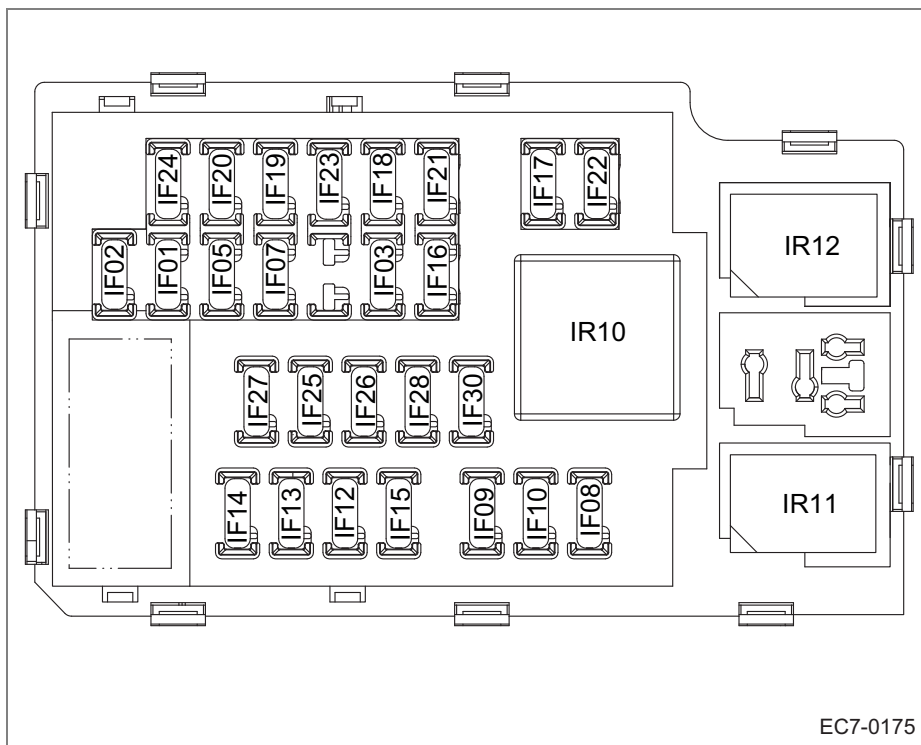 IF24 IF20 IF19 IF23 IF18 IF21 IF17 IF22
IR12
IF02 IF01 IF05 IF07 IF03 IF16
IR10
IF27 IF25 IF26 IF28 IF30
IR11
IF14 IF13 IF12 IF15 IF09 IF10 IF08
EC7-0175